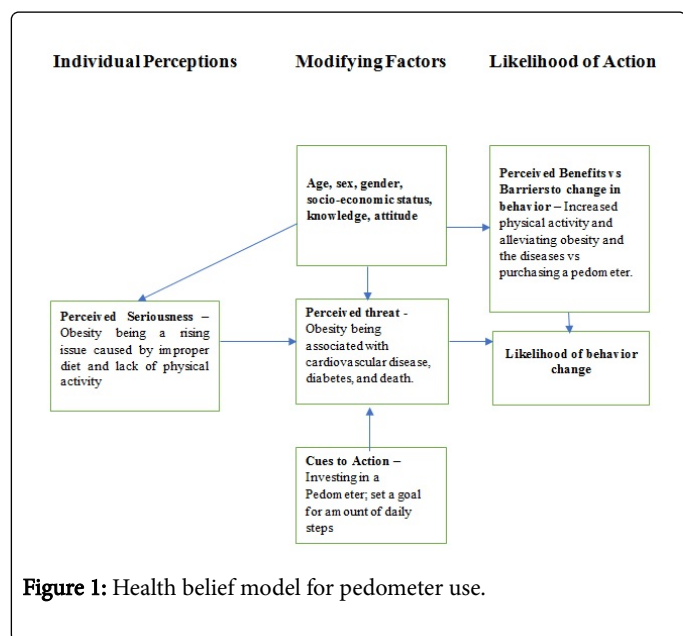 Individual Perceptions
Modifying Factors
Likelihood of Action
Age, sex, gender,
socio-economic status,
knowledge, attitude
Perceived Benefits vs
Barriers to change in
behavior – Increased
physical activity and
alleviating obesity and
the diseases vs
purchasing a pedometer.
Perceived Seriousness –
Obesity being a rising
issue caused by improper
diet and lack of physical
activity
Perceived threat -
Obesity being
associated with
cardiovascular disease,
diabetes, and death.
Likelihood of behavior
change
Cues to Action –
Investing in a
Pedometer; set a goal
for amount of daily
steps
Figure 1: Health belief model for pedometer use.